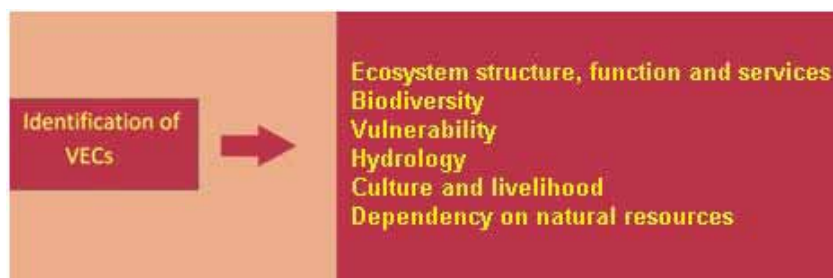 Identification of
VECs
Ecosystem structure, function and services
Biodiversity
Vulnerability
Hydrology
Culture and livelihood
Dependency on natural resources